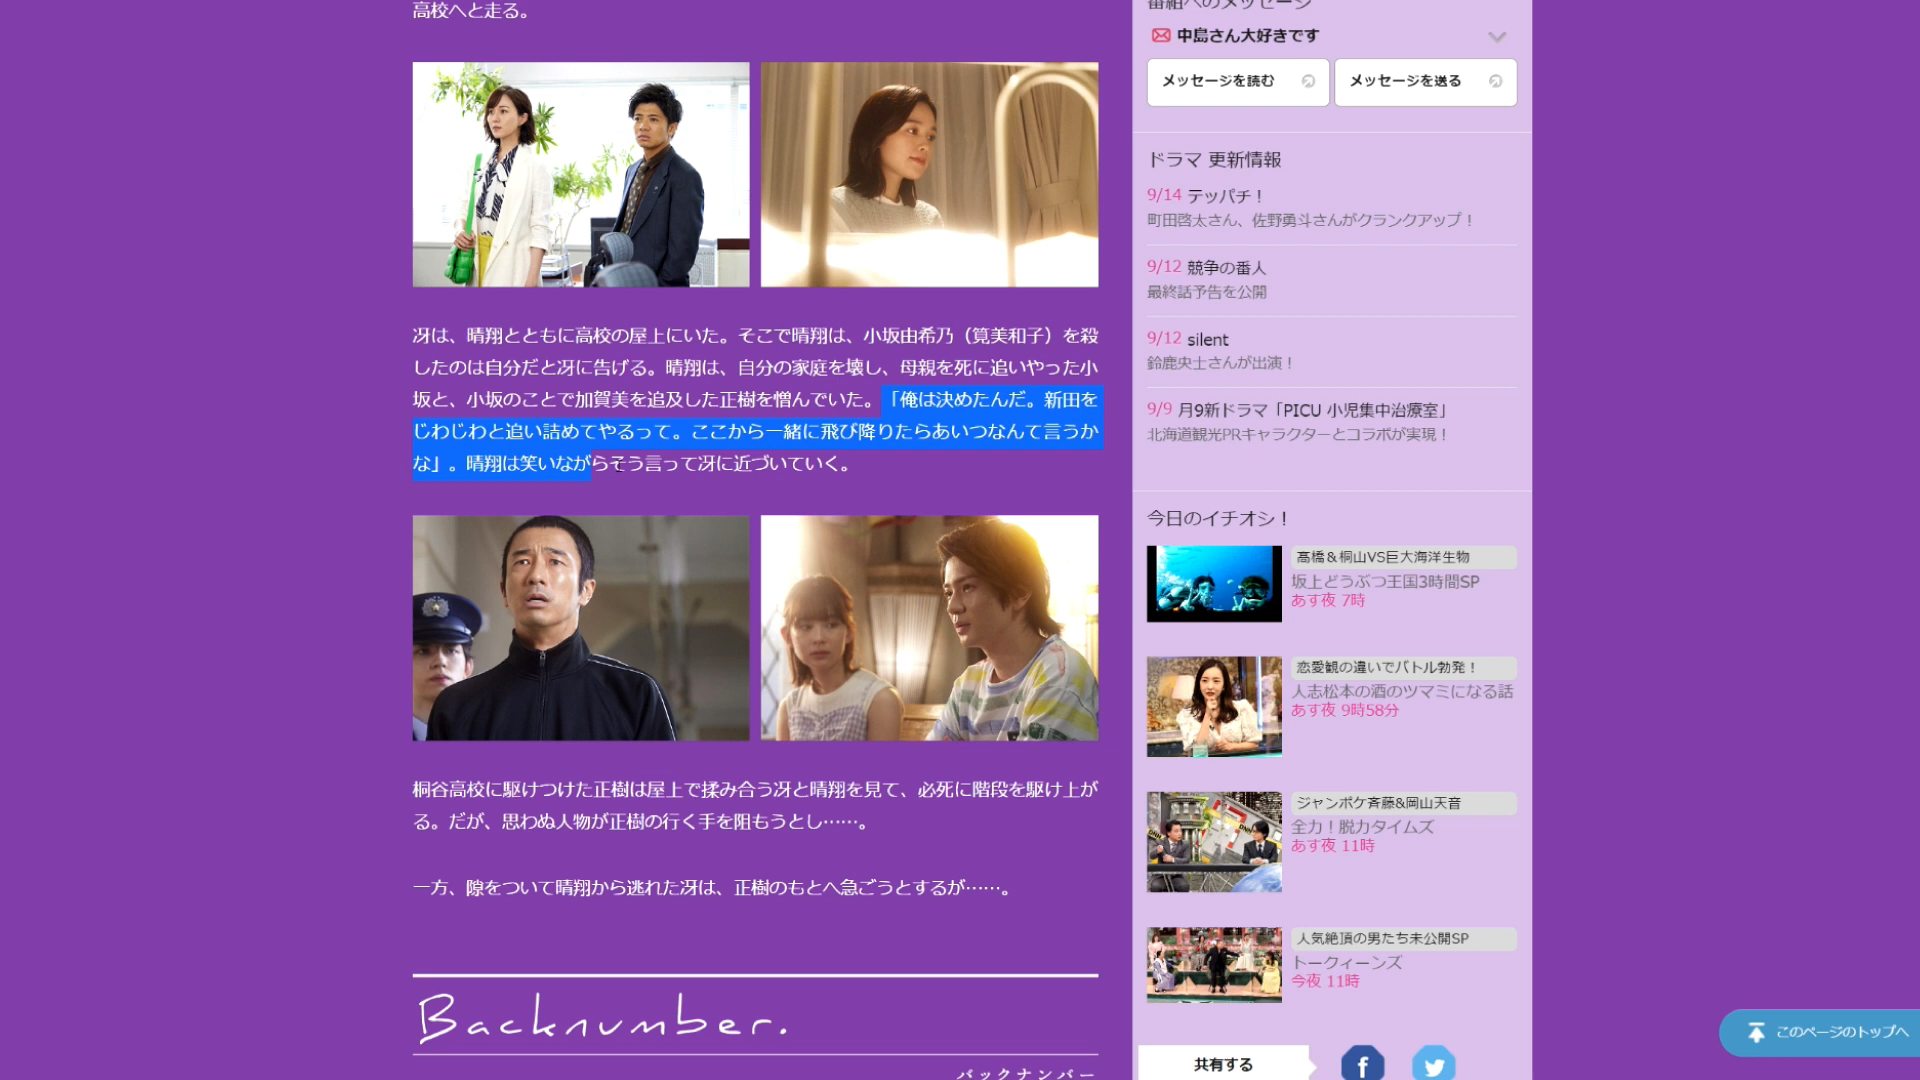 高校へと走る。
冴は、晴翔とともに高校の屋上にいた。そこで晴翔は、小坂由希乃（筧美和子）を殺
したのは自分だと冴に告げる。晴翔は、自分の家庭を壊し、母親を死に追いやった小
坂と、小坂のことで加賀美を追及した正樹を憎んでいた。「俺は決めたんだ。新田を
じわじわと追い詰めてやるって。ここから一緒に飛び降りたらあいつなんて言うか
な」。晴翔は笑いながらそう言って冴に近づいていく。
桐谷高校に駆けつけた正樹は屋上で揉み合う冴と晴翔を見て、必死に階段を駆け上が
る。だが、思わぬ人物が正樹の行く手を阻もうとし……。
一方、隙をついて晴翔から逃れた冴は、正樹のもとへ急ごうとするが……。
Backnumber.
バックナンバー
番組へのメッセージ
中島さん大好きです
メッセージを読む
メッセージを送る
ドラマ 更新情報
9/14 テッパチ！
町田啓太さん、佐野勇斗さんがクランクアップ！
9/12 競争の番人
最終話予告を公開
9/12 silent
鈴鹿央士さんが出演！
9/9 月9新ドラマ「PICU 小児集中治療室」
北海道観光PRキャラクターとコラボが実現！
今日のイチオシ！
高橋＆桐山VS巨大海洋生物
坂上どうぶつ王国3時間SP
あす夜 7時
恋愛観の違いでバトル勃発！
人志松本の酒のツマミになる話
あす夜 9時58分
ジャンポケ斉藤&岡山天音
全力！脱力タイムズ
あす夜 11時
人気絶頂の男たち未公開SP
トークィーンズ
今夜 11時
共有する
このページのトップへ